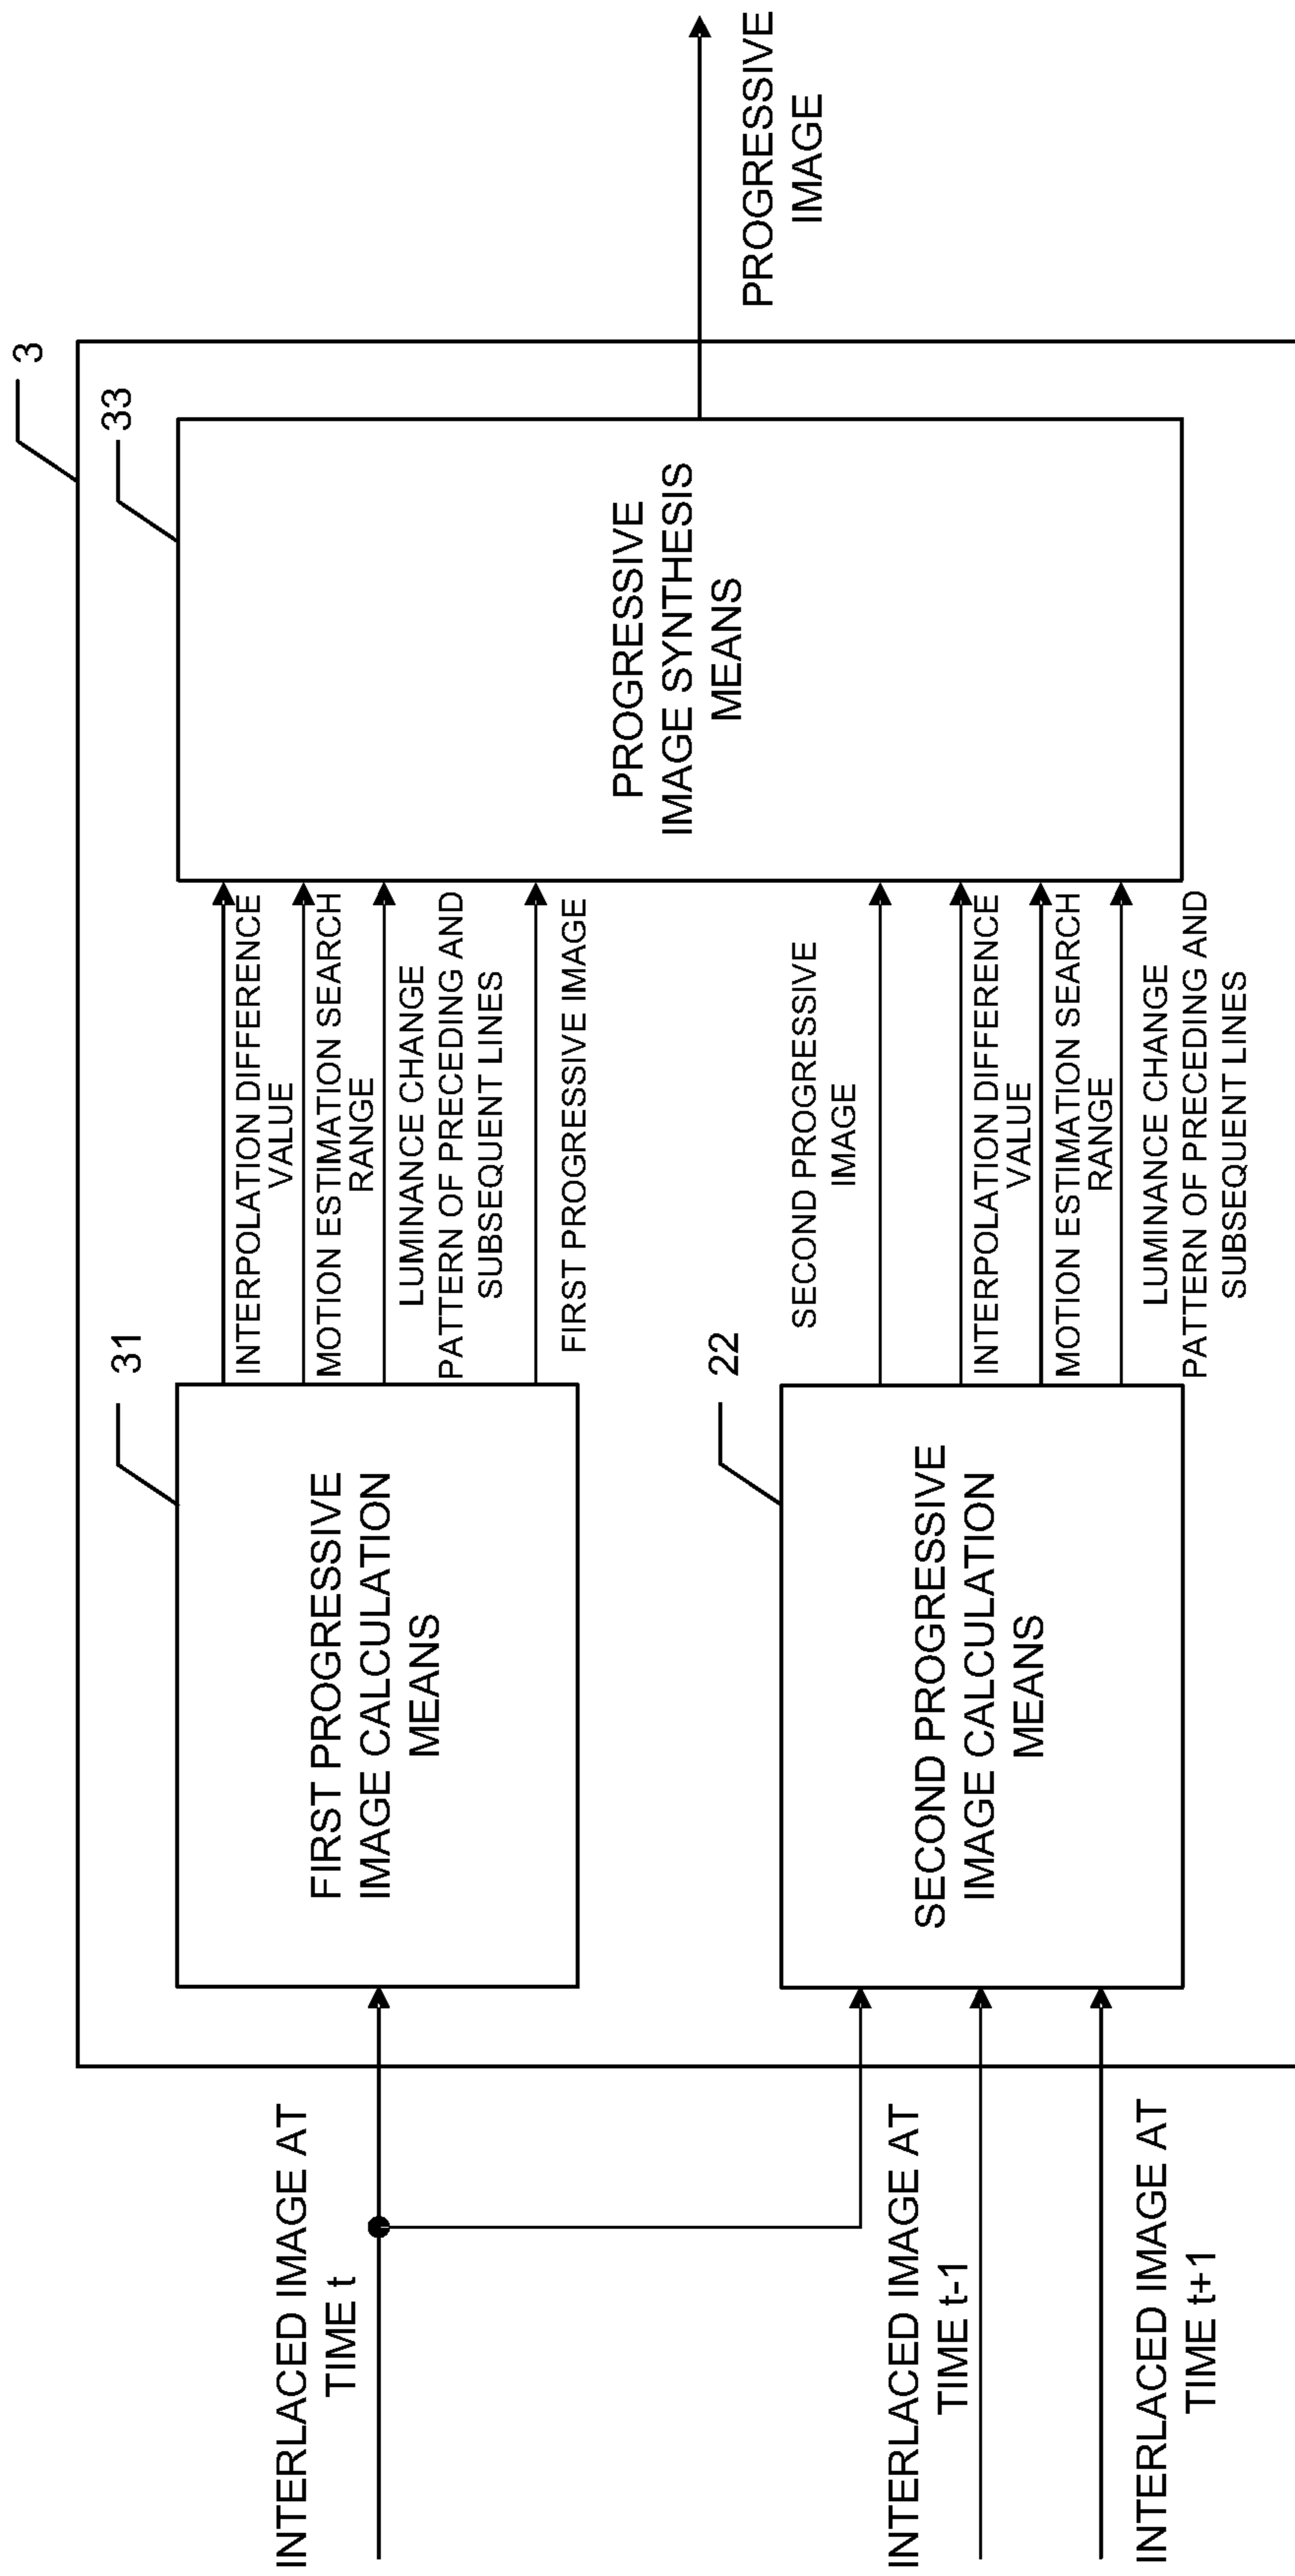 3
33
31
22
INTERLACED IMAGE AT
TIME t
INTERLACED IMAGE AT
TIME t-1
INTERLACED IMAGE AT
TIME t+1
FIRST PROGRESSIVE
IMAGE CALCULATION
MEANS
SECOND PROGRESSIVE
IMAGE CALCULATION
MEANS
INTERPOLATION DIFFERENCE
VALUE
MOTION ESTIMATION SEARCH
RANGE
LUMINANCE CHANGE
PATTERN OF PRECEDING AND
SUBSEQUENT LINES
FIRST PROGRESSIVE IMAGE
SECOND PROGRESSIVE
IMAGE
INTERPOLATION DIFFERENCE
VALUE
MOTION ESTIMATION SEARCH
RANGE
LUMINANCE CHANGE
PATTERN OF PRECEDING AND
SUBSEQUENT LINES
PROGRESSIVE
IMAGE SYNTHESIS
MEANS
PROGRESSIVE
IMAGE